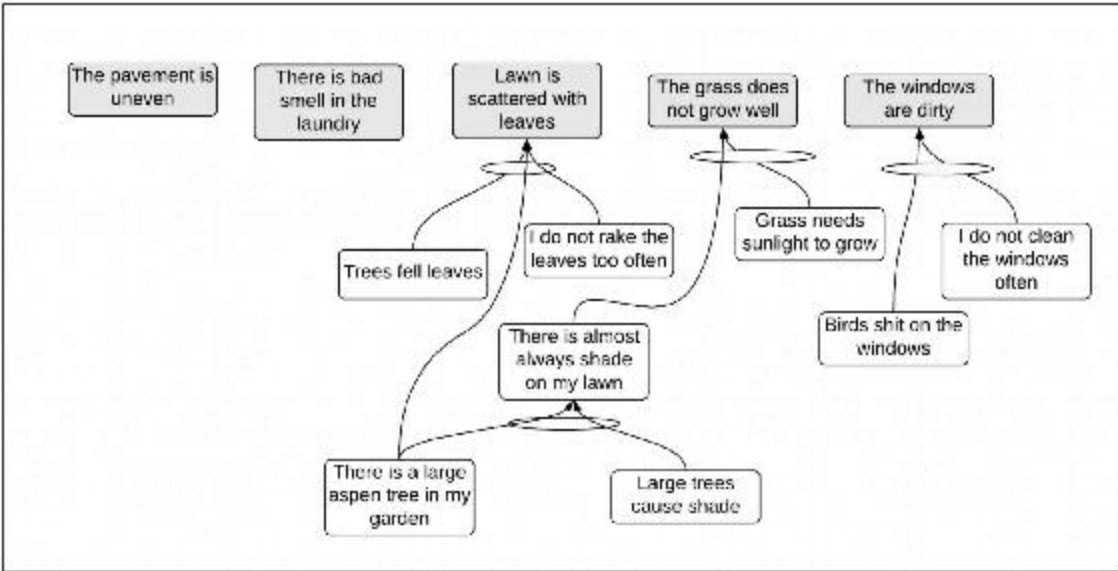 The pavement is
uneven
There is bad
smell in the
laundry
Lawn is
scattered with
leaves
The grass does
not grow well
The windows
are dirty
Trees fell leaves
I do not rake the
leaves too often
Grass needs
sunlight to grow
I do not clean
the windows
often
There is almost
always shade
on my lawn
Birds shit on the
windows
There is a large
aspen tree in my
garden
Large trees
cause shade